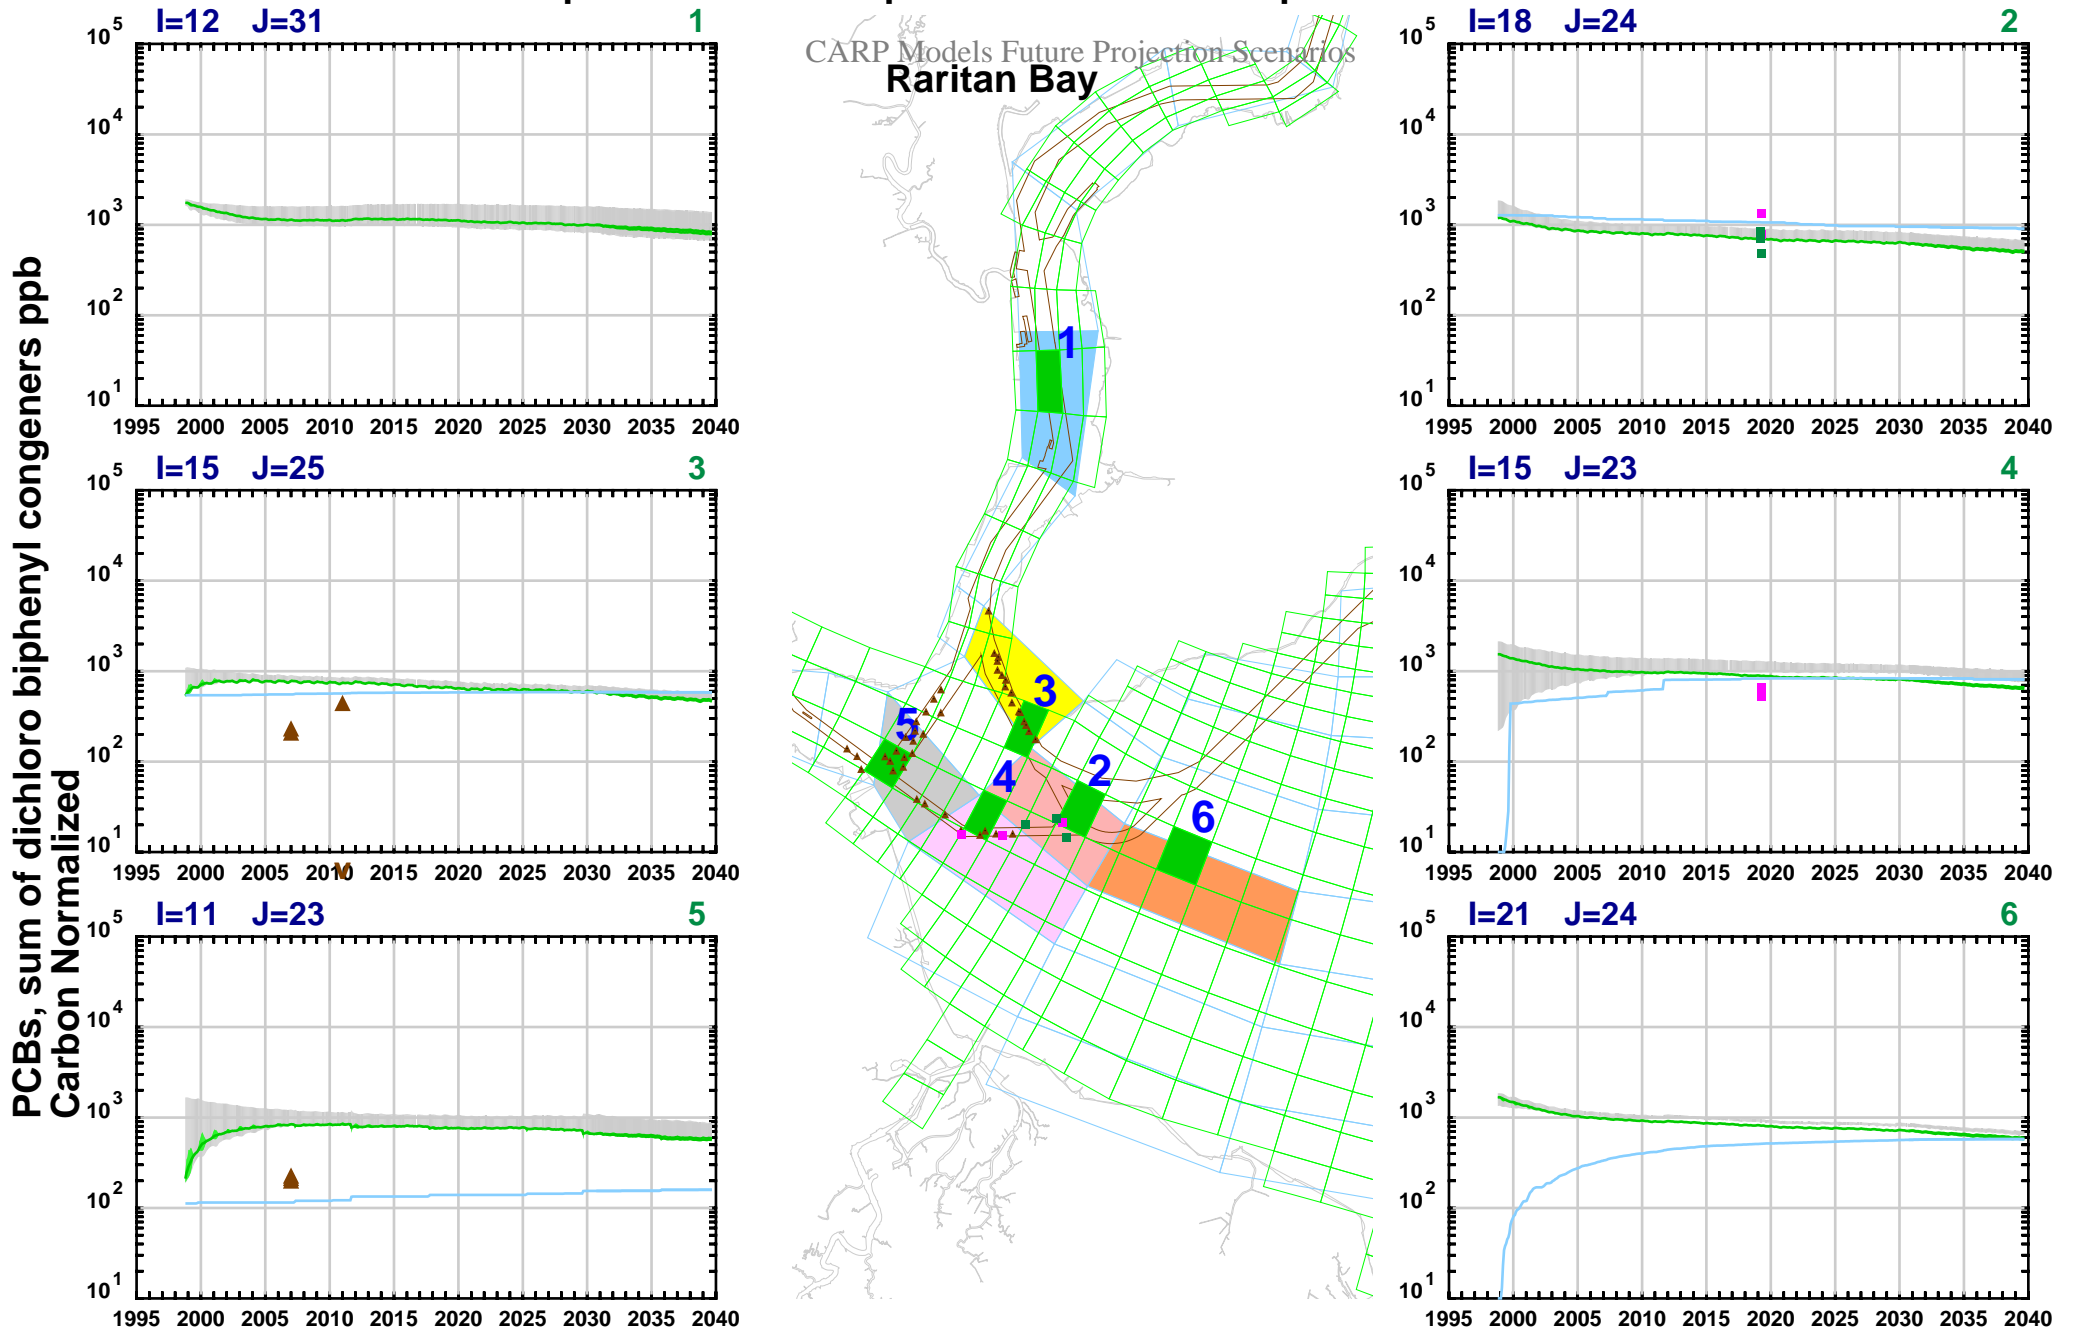 CARP Models Future Projection Scenarios
Raritan Bay
PCBs, sum of dichloro biphenyl congeners ppb
Carbon Normalized
I=12 J=31 1
10^5
10^4
10^3
10^2
10^1
1995 2000 2005 2010 2015 2020 2025 2030 2035 2040
I=18 J=24 2
10^5
10^4
10^3
10^2
10^1
1995 2000 2005 2010 2015 2020 2025 2030 2035 2040
I=15 J=25 3
10^5
10^4
10^3
10^2
10^1
1995 2000 2005 2010 2015 2020 2025 2030 2035 2040
v
I=15 J=23 4
10^5
10^4
10^3
10^2
10^1
1995 2000 2005 2010 2015 2020 2025 2030 2035 2040
I=11 J=23 5
10^5
10^4
10^3
10^2
10^1
1995 2000 2005 2010 2015 2020 2025 2030 2035 2040
I=21 J=24 6
10^5
10^4
10^3
10^2
10^1
1995 2000 2005 2010 2015 2020 2025 2030 2035 2040
1
3
5
4
2
6